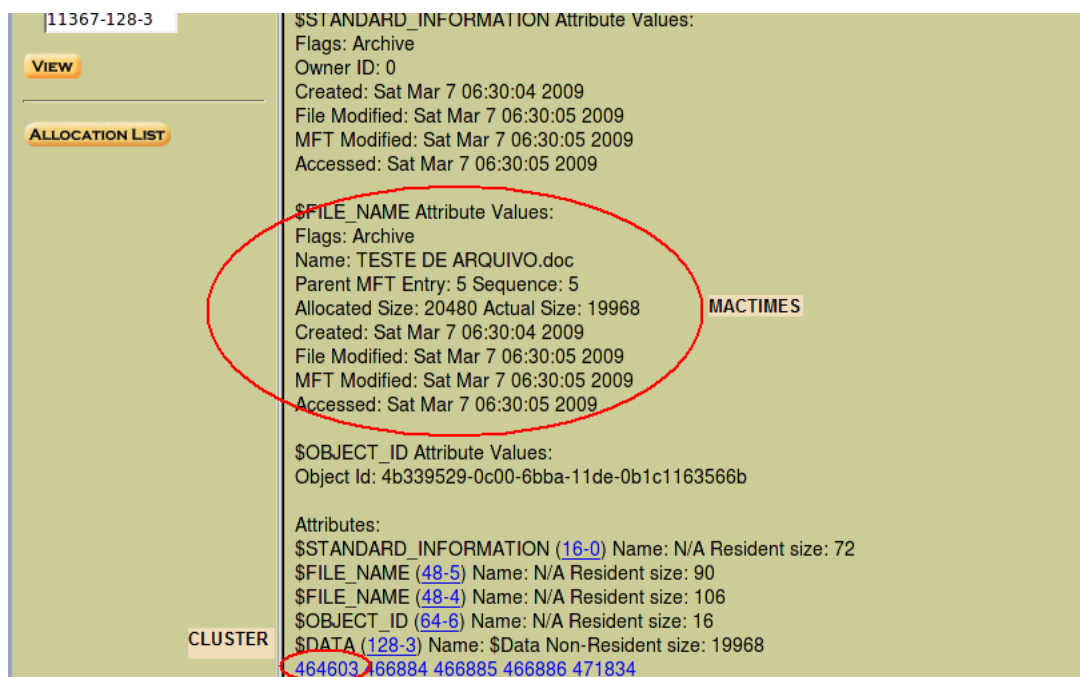 11367-128-3
VIEW
ALLOCATION LIST
$STANDARD_INFORMATION Attribute Values:
Flags: Archive
Owner ID: 0
Created: Sat Mar 7 06:30:04 2009
File Modified: Sat Mar 7 06:30:05 2009
MFT Modified: Sat Mar 7 06:30:05 2009
Accessed: Sat Mar 7 06:30:05 2009
$FILE_NAME Attribute Values:
Flags: Archive
Name: TESTE DE ARQUIVO.doc
Parent MFT Entry: 5 Sequence: 5
Allocated Size: 20480 Actual Size: 19968
Created: Sat Mar 7 06:30:04 2009
File Modified: Sat Mar 7 06:30:05 2009
MFT Modified: Sat Mar 7 06:30:05 2009
Accessed: Sat Mar 7 06:30:05 2009
MACTIMES
$OBJECT_ID Attribute Values:
Object Id: 4b339529-0c00-6bba-11de-0b1c1163566b
Attributes:
$STANDARD_INFORMATION (16-0) Name: N/A Resident size: 72
$FILE_NAME (48-5) Name: N/A Resident size: 90
$FILE_NAME (48-4) Name: N/A Resident size: 106
$OBJECT_ID (64-6) Name: N/A Resident size: 16
CLUSTER
$DATA (128-3) Name: $Data Non-Resident size: 19968
464603 466884 466885 466886 471834